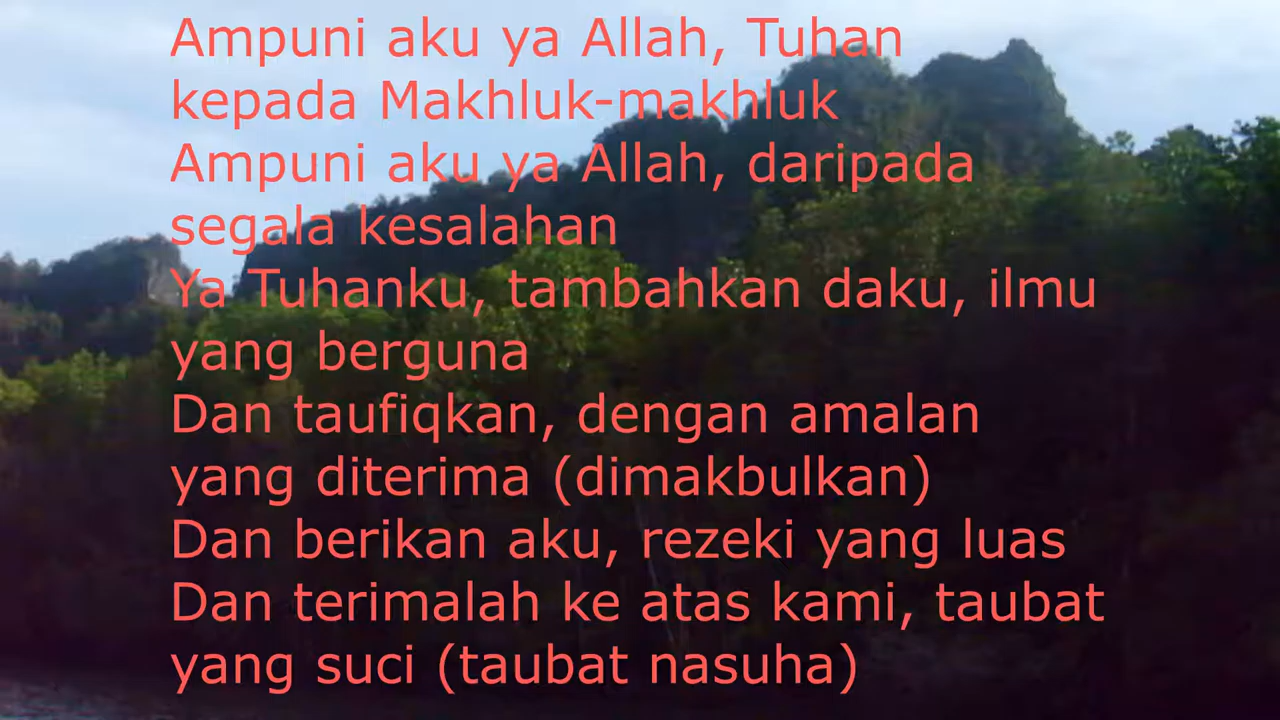 Ampuni aku ya Allah, Tuhan
kepada Makhluk-makhluk
Ampuni aku ya Allah, daripada
segala kesalahan
Ya Tuhanku, tambahkan daku, ilmu
yang berguna
Dan taufiqkan, dengan amalan
yang diterima (dimakbulkan)
Dan berikan aku, rezeki yang luas
Dan terimalah ke atas kami, taubat
yang suci (taubat nasuha)